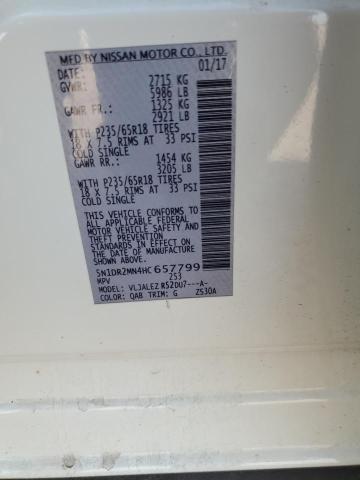 MFD BY NISSAN MOTOR CO., LTD.
DATE: 01/17
GVWR: 2715 KG
5986 LB
GAWR FR.: 1325 KG
2921 LB
WITH P235/65R18 TIRES
18 X 7.5 RIMS AT 33 PSI
COLD SINGLE
GAWR RR.: 1454 KG
3205 LB
WITH P235/65R18 TIRES
18 X 7.5 RIMS AT 33 PSI
COLD SINGLE
THIS VEHICLE CONFORMS TO ALL
APPLICABLE FEDERAL
MOTOR VEHICLE SAFETY, BUMPER,
AND THEFT PREVENTION
STANDARDS IN EFFECT ON THE
DATE OF MANUFACTURE
SHOWN ABOVE.
5N1DR2MN4HC657799
MPV 253
MODEL: VLJALEZ RS2DU7---A-
COLOR: QAB TRIM: G Z530A